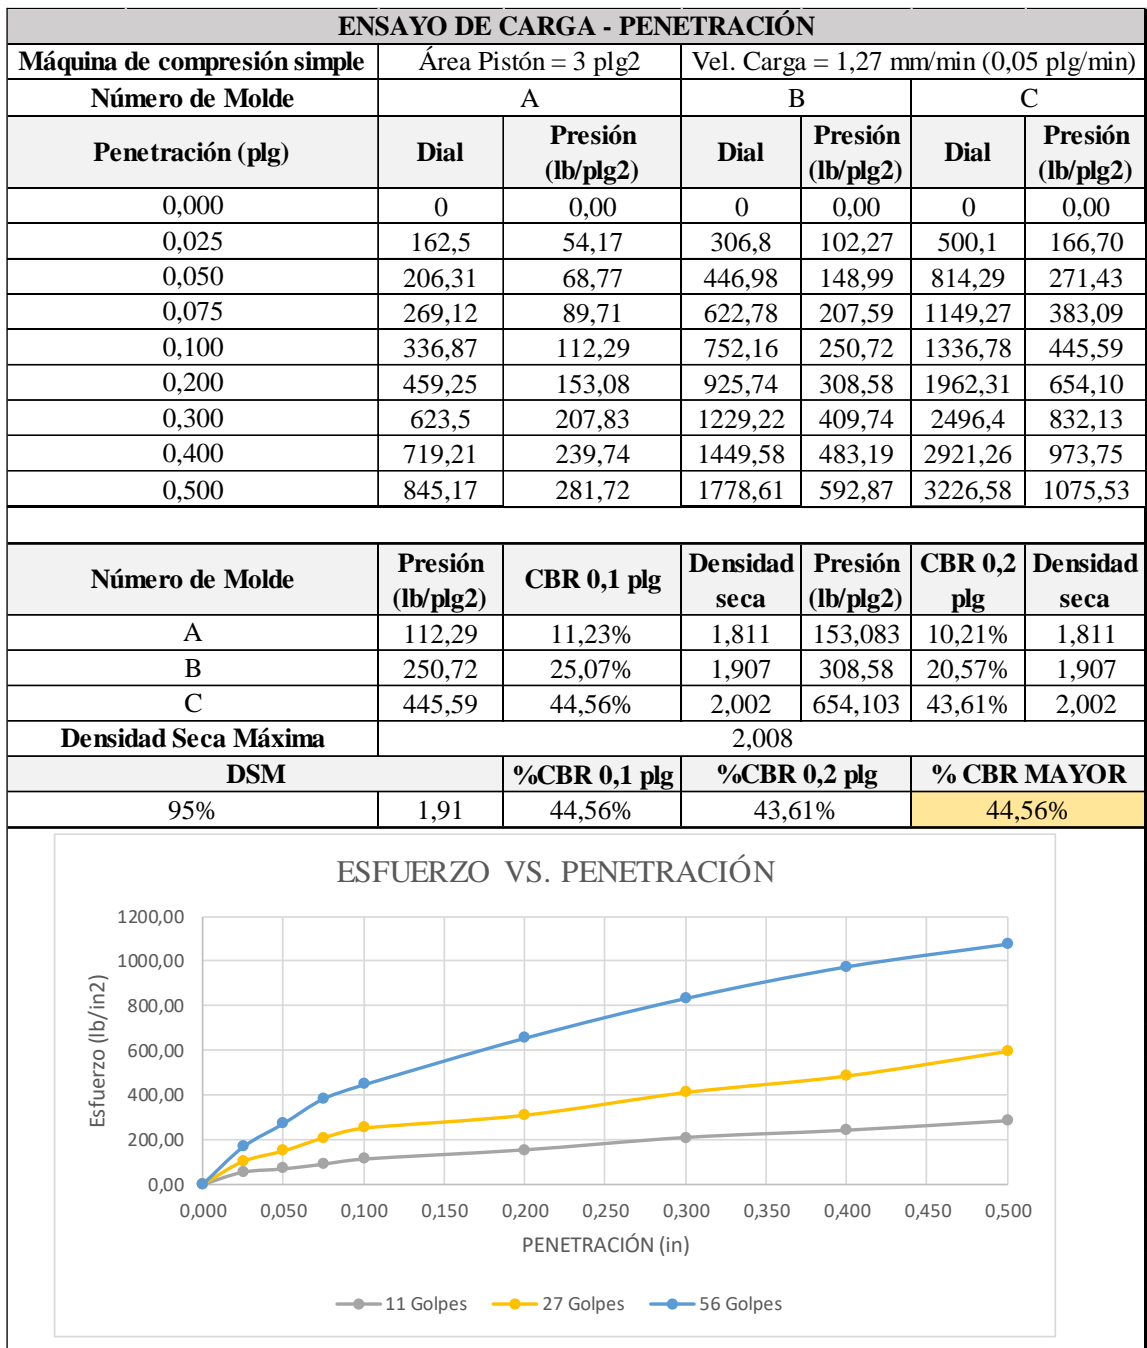 ENSAYO DE CARGA - PENETRACIÓN
Máquina de compresión simple Área Pistón = 3 plg2 Vel. Carga = 1,27 mm/min (0,05 plg/min)
Número de Molde A B C
Penetración (plg) Dial Presión (lb/plg2) Dial Presión (lb/plg2) Dial Presión (lb/plg2)
0,000 0 0,00 0 0,00 0 0,00
0,025 162,5 54,17 306,8 102,27 500,1 166,70
0,050 206,31 68,77 446,98 148,99 814,29 271,43
0,075 269,12 89,71 622,78 207,59 1149,27 383,09
0,100 336,87 112,29 752,16 250,72 1336,78 445,59
0,200 459,25 153,08 925,74 308,58 1962,31 654,10
0,300 623,5 207,83 1229,22 409,74 2496,4 832,13
0,400 719,21 239,74 1449,58 483,19 2921,26 973,75
0,500 845,17 281,72 1778,61 592,87 3226,58 1075,53
Número de Molde Presión (lb/plg2) CBR 0,1 plg Densidad seca Presión (lb/plg2) CBR 0,2 plg Densidad seca
A 112,29 11,23% 1,811 153,083 10,21% 1,811
B 250,72 25,07% 1,907 308,58 20,57% 1,907
C 445,59 44,56% 2,002 654,103 43,61% 2,002
Densidad Seca Máxima 2,008
DSM %CBR 0,1 plg %CBR 0,2 plg % CBR MAYOR
95% 1,91 44,56% 43,61% 44,56%
ESFUERZO VS. PENETRACIÓN
Esfuerzo (lb/in2)
1200,00
1000,00
800,00
600,00
400,00
200,00
0,00
0,000 0,050 0,100 0,150 0,200 0,250 0,300 0,350 0,400 0,450 0,500
PENETRACIÓN (in)
11 Golpes 27 Golpes 56 Golpes